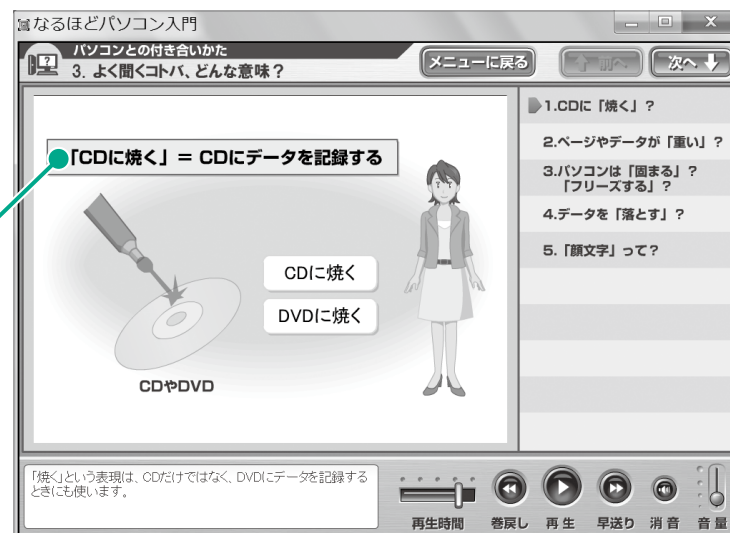 なるほどパソコン入門
パソコンとの付き合いかた
3. よく聞くコトバ、どんな意味？
メニューに戻る
前へ
次へ
「CDに焼く」＝ CDにデータを記録する
CDに焼く
DVDに焼く
CDやDVD
1.CDに「焼く」？
2.ページやデータが「重い」？
3.パソコンは「固まる」？
「フリーズする」？
4.データを「落とす」？
5.「顔文字」って？
「焼く」という表現は、CDだけではなく、DVDにデータを記録する
ときにも使います。
再生時間
巻戻し
再生
早送り
消音
音量